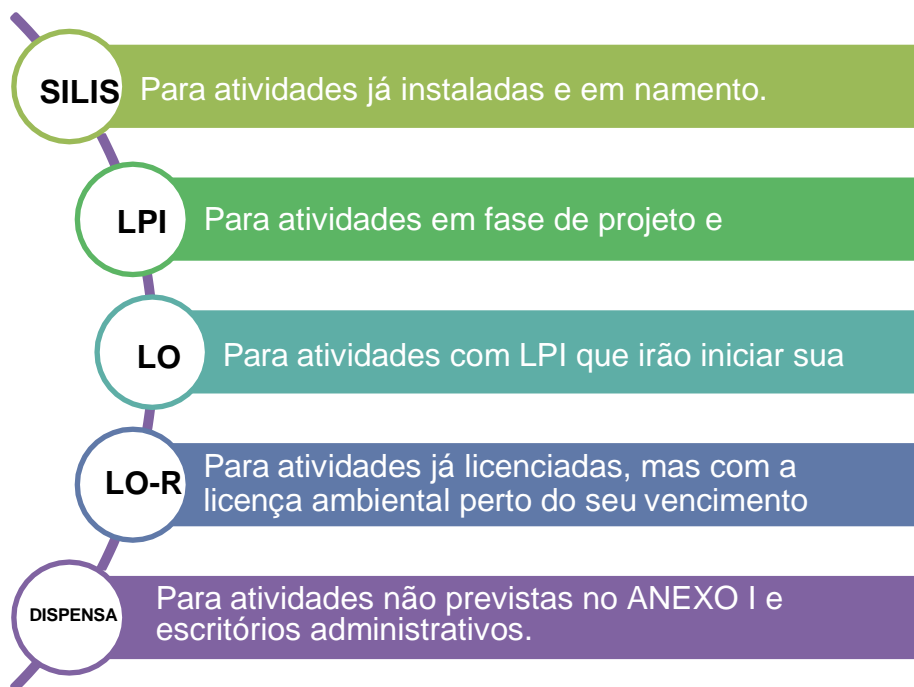 SILIS
Para atividades já instaladas e em namento.
LPI
Para atividades em fase de projeto e
LO
Para atividades com LPI que irão iniciar sua
LO-R
Para atividades já licenciadas, mas com a
licença ambiental perto do seu vencimento
DISPENSA
Para atividades não previstas no ANEXO I e
escritórios administrativos.